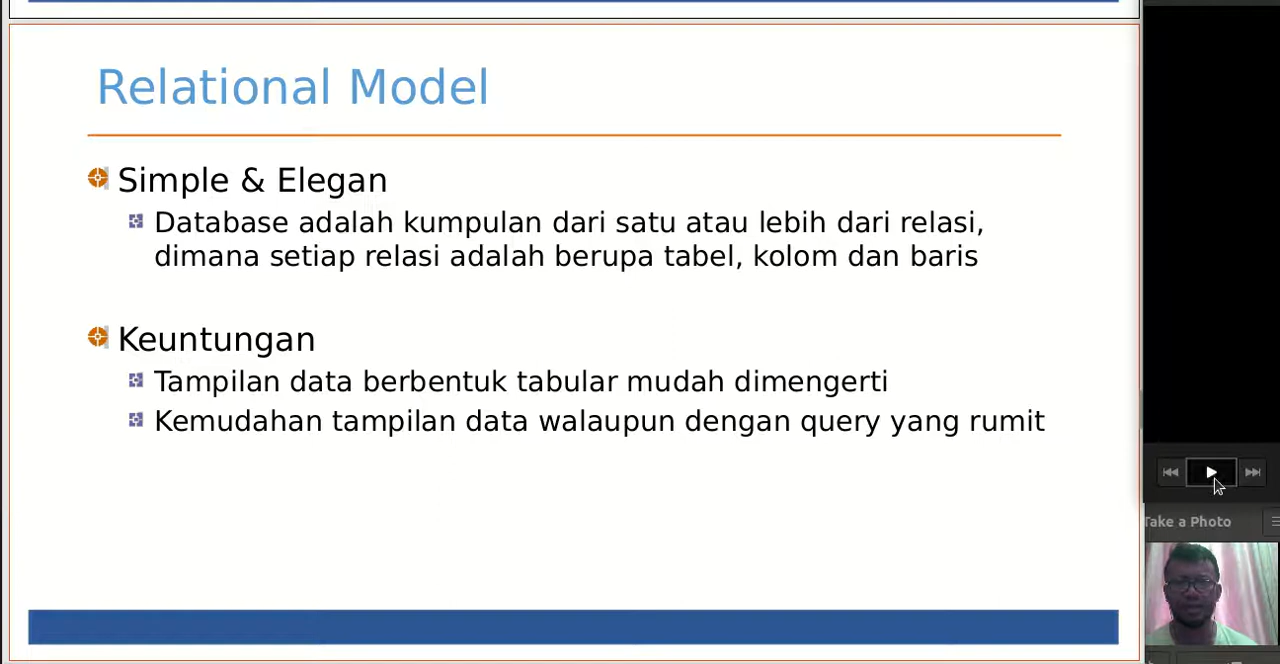 Relational Model
Simple & Elegan
Database adalah kumpulan dari satu atau lebih dari relasi,
dimana setiap relasi adalah berupa tabel, kolom dan baris
Keuntungan
Tampilan data berbentuk tabular mudah dimengerti
Kemudahan tampilan data walaupun dengan query yang rumit
Take a Photo